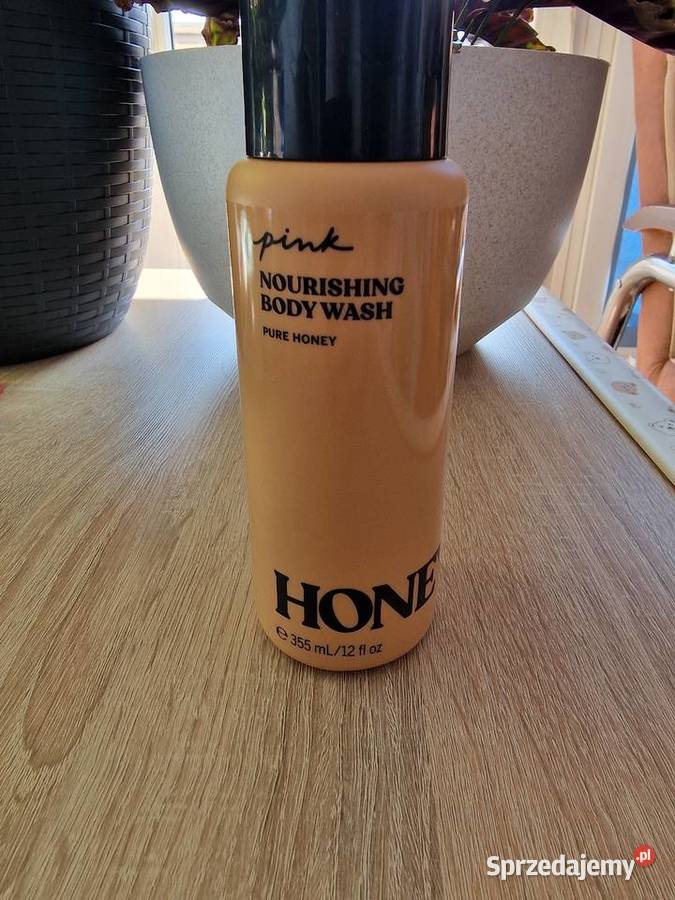 pink
NOURISHING
BODY WASH
PURE HONEY
HONE
℮ 355 mL/12 fl oz
Sprzedajemy.pl